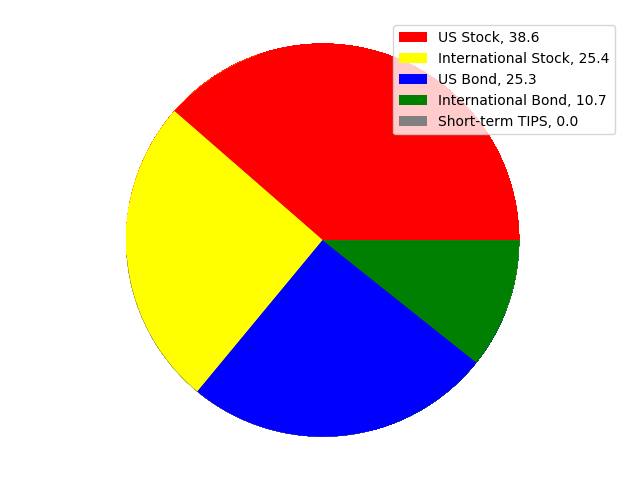 US Stock, 38.6
International Stock, 25.4
US Bond, 25.3
International Bond, 10.7
Short-term TIPS, 0.0